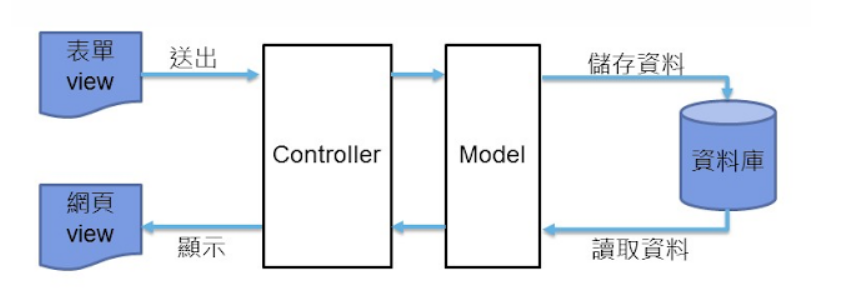 表單
view
送出
Controller
Model
儲存資料
資料庫
網頁
view
顯示
讀取資料